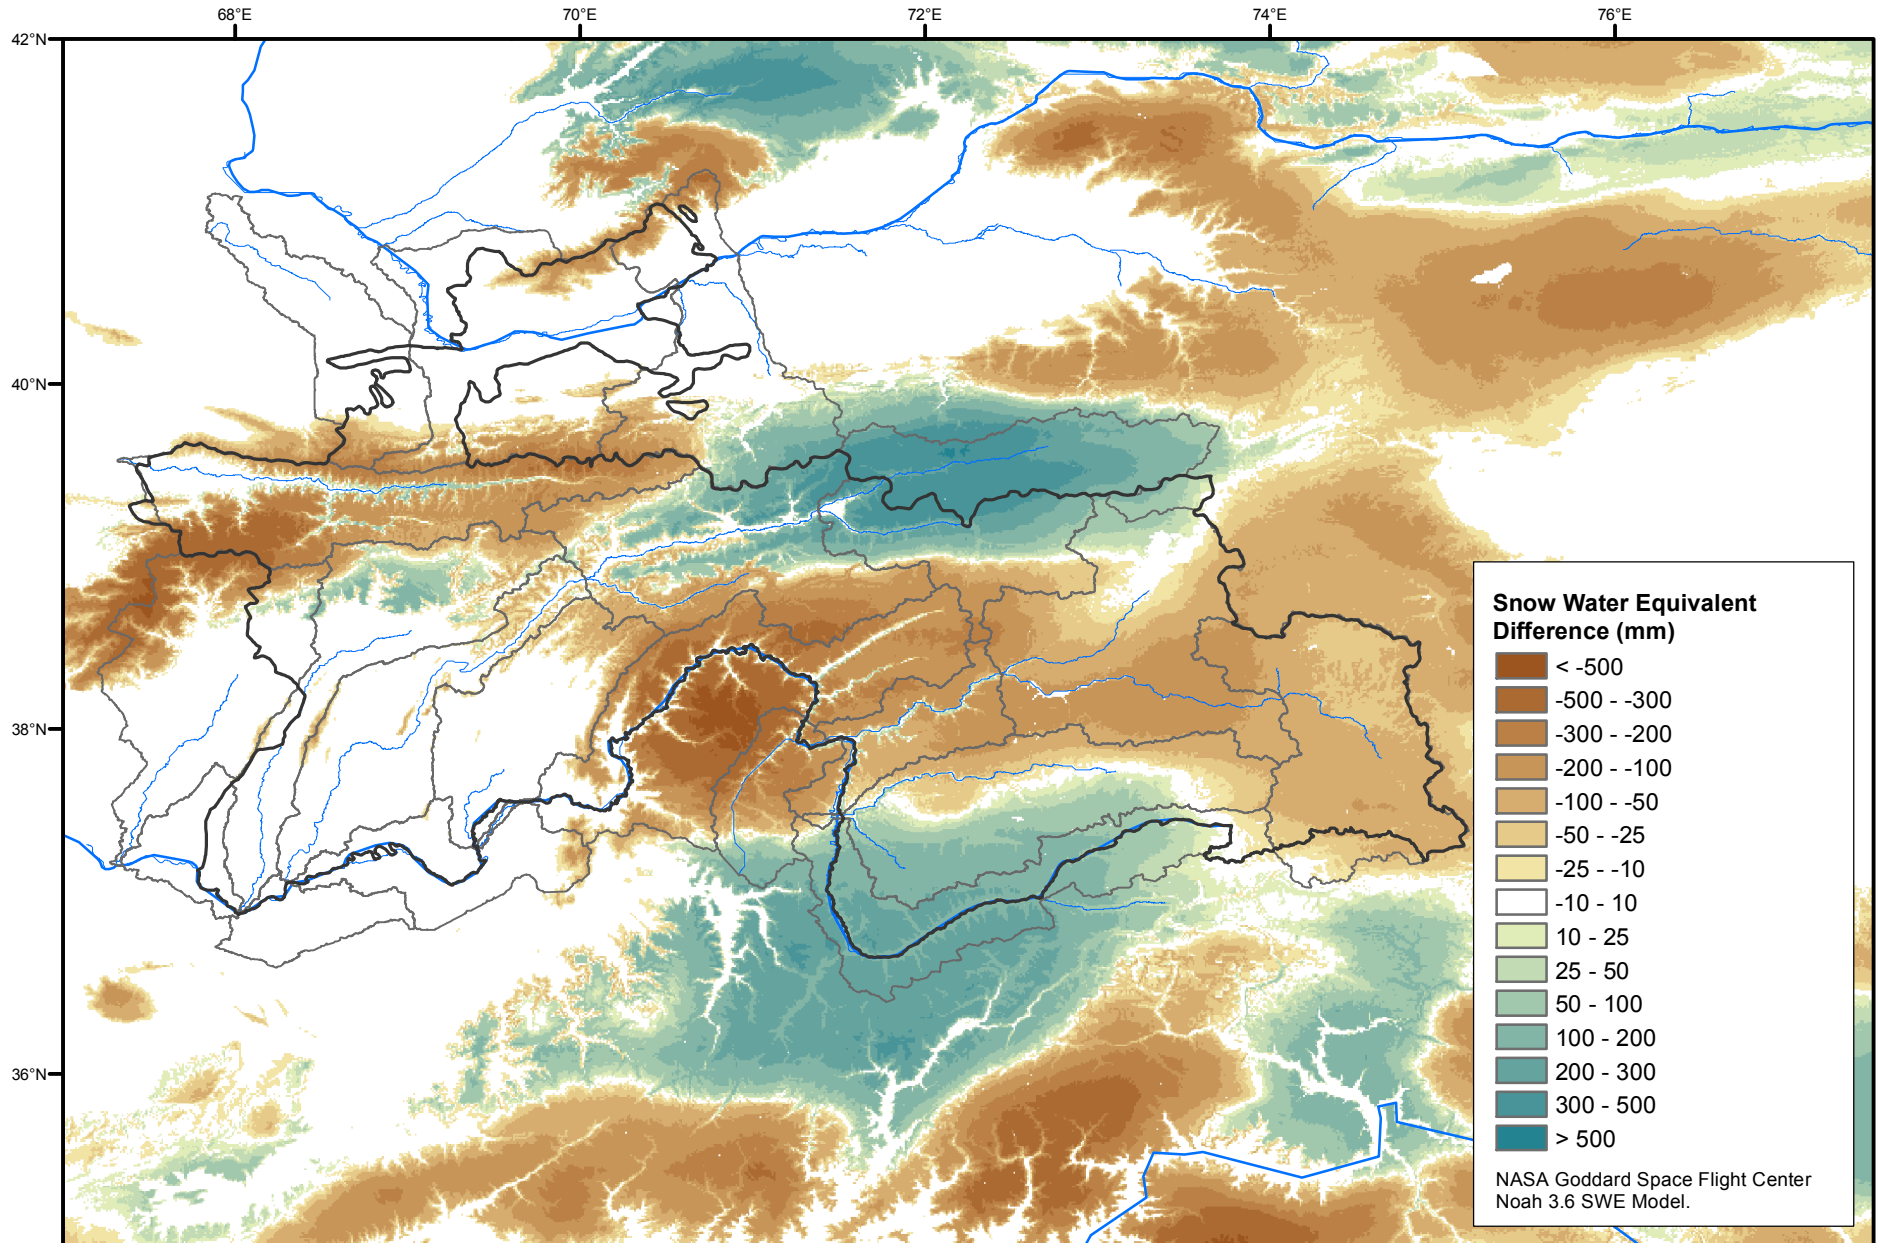 68°E
70°E
72°E
74°E
76°E
42°N
40°N
38°N
36°N
Snow Water Equivalent
Difference (mm)
< -500
-500 - -300
-300 - -200
-200 - -100
-100 - -50
-50 - -25
-25 - -10
-10 - 10
10 - 25
25 - 50
50 - 100
100 - 200
200 - 300
300 - 500
> 500
NASA Goddard Space Flight Center
Noah 3.6 SWE Model.